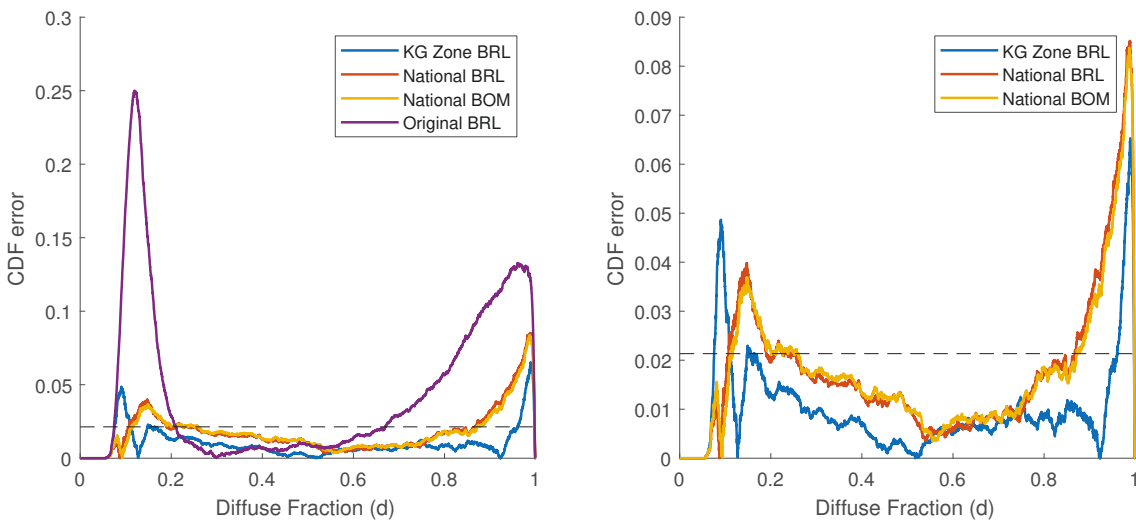 0.3
0.25
0.2
0.15
0.1
0.05
0
CDF error
0 0.2 0.4 0.6 0.8 1
Diffuse Fraction (d)
KG Zone BRL
National BRL
National BOM
Original BRL
0.09
0.08
0.07
0.06
0.05
0.04
0.03
0.02
0.01
0
CDF error
0 0.2 0.4 0.6 0.8 1
Diffuse Fraction (d)
KG Zone BRL
National BRL
National BOM